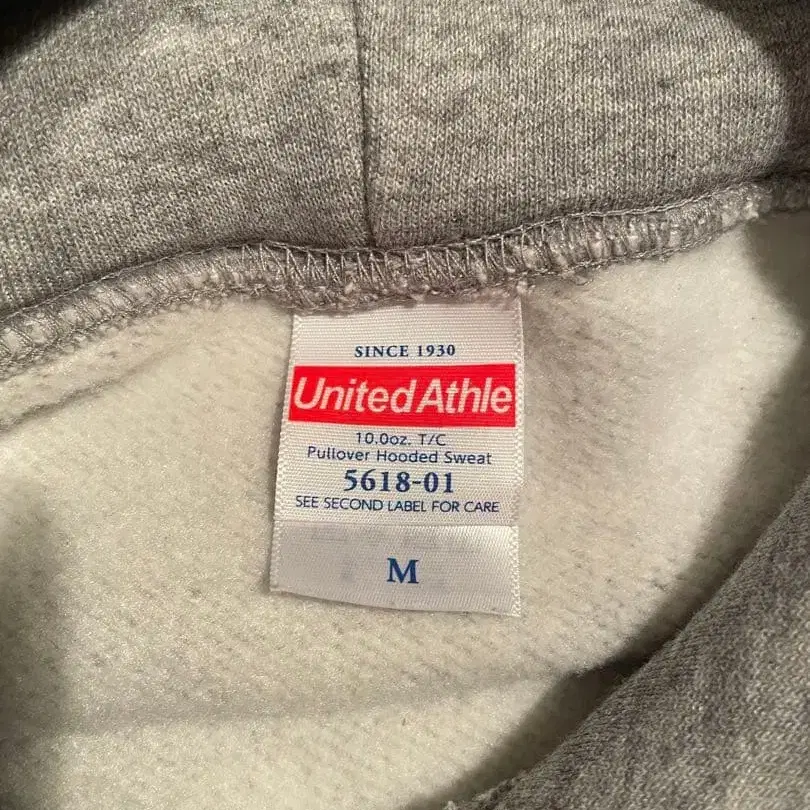 SINCE 1930
United Athle
10.0oz. T/C
Pullover Hooded Sweat
5618-01
SEE SECOND LABEL FOR CARE
M